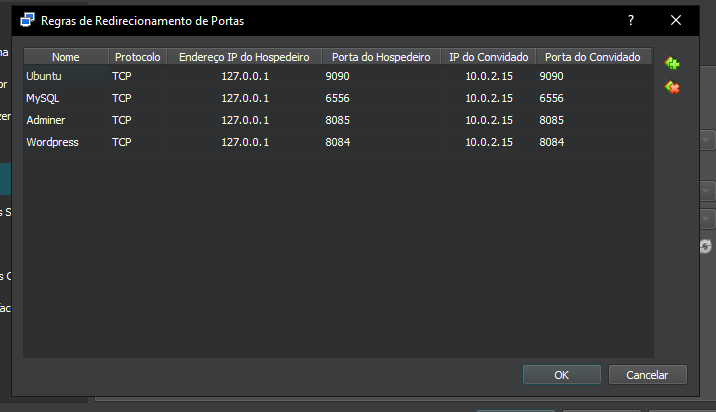 Regras de Redirecionamento de Portas ?
Nome Protocolo Endereço IP do Hospedeiro Porta do Hospedeiro IP do Convidado Porta do Convidado
Ubuntu TCP 127.0.0.1 9090 10.0.2.15 9090
MySQL TCP 127.0.0.1 6556 10.0.2.15 6556
Adminer TCP 127.0.0.1 8085 10.0.2.15 8085
Wordpress TCP 127.0.0.1 8084 10.0.2.15 8084
OK Cancelar